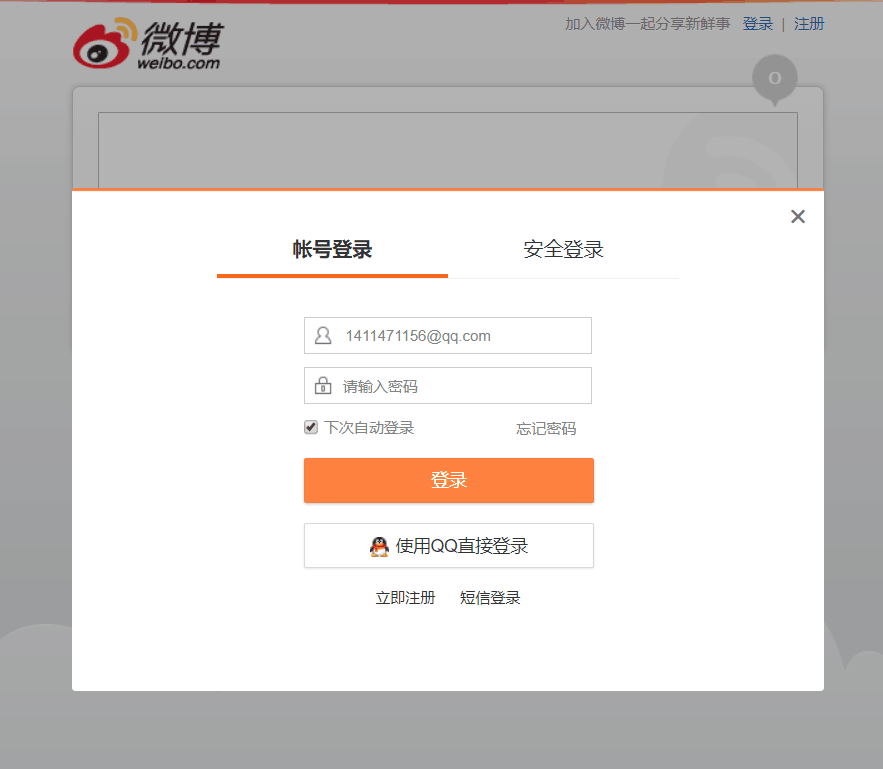 微博
weibo.com
加入微博一起分享新鲜事 登录 | 注册
帐号登录 安全登录
1411471156@qq.com
请输入密码
下次自动登录 忘记密码
登录
使用QQ直接登录
立即注册 短信登录